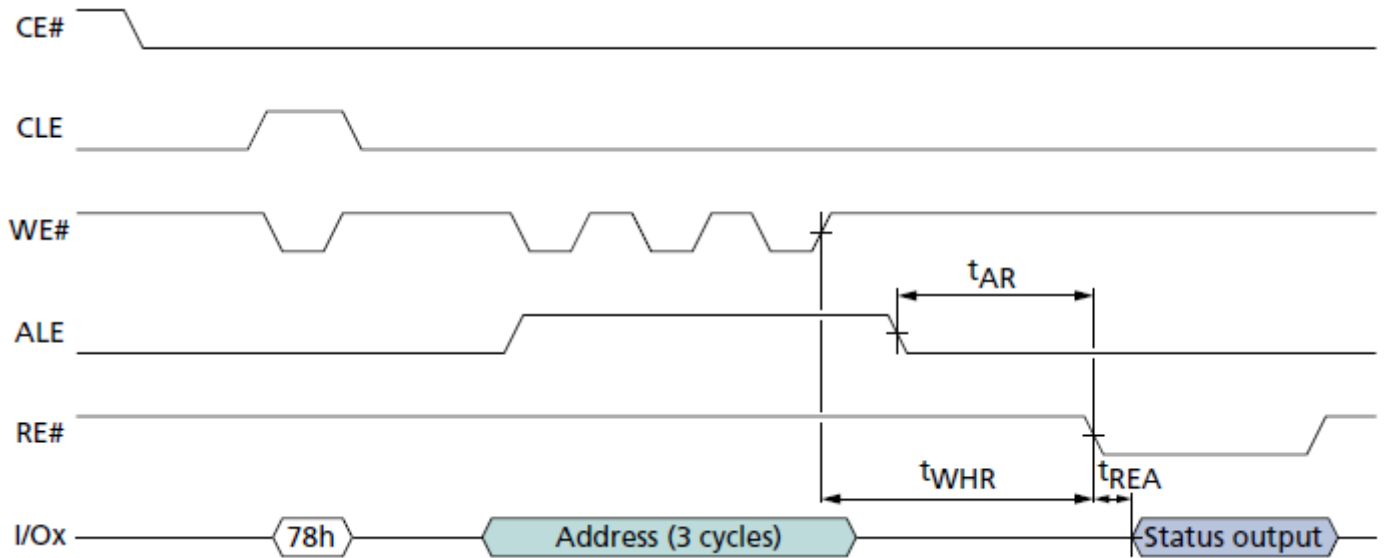 CE#
CLE
WE#
tAR
ALE
RE#
tWHR tREA
I/Ox 78h Address (3 cycles) Status output